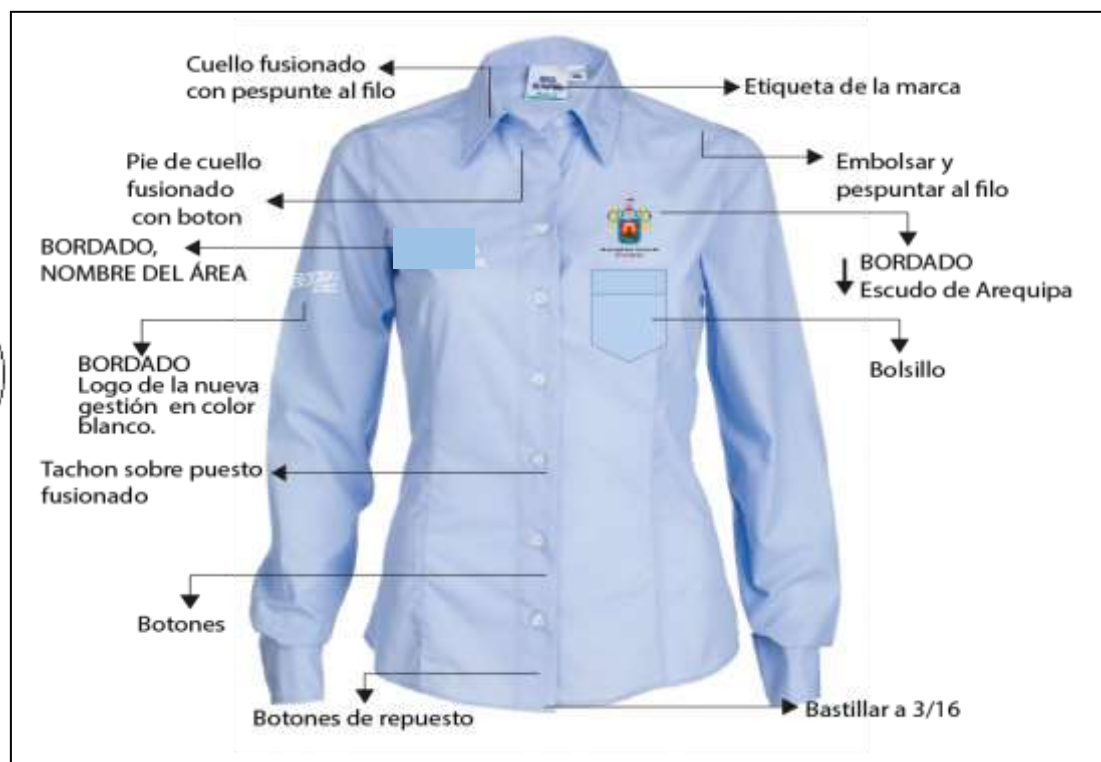 Cuello fusionado
con pespunte al filo
Etiqueta de la marca
Pie de cuello
fusionado
con boton
Embolsar y
pespuntar al filo
BORDADO,
NOMBRE DEL ÁREA
BORDADO
Escudo de Arequipa
BORDADO
Logo de la nueva
gestión en color
blanco.
Bolsillo
Tachon sobre puesto
fusionado
Botones
Botones de repuesto
Bastillar a 3/16